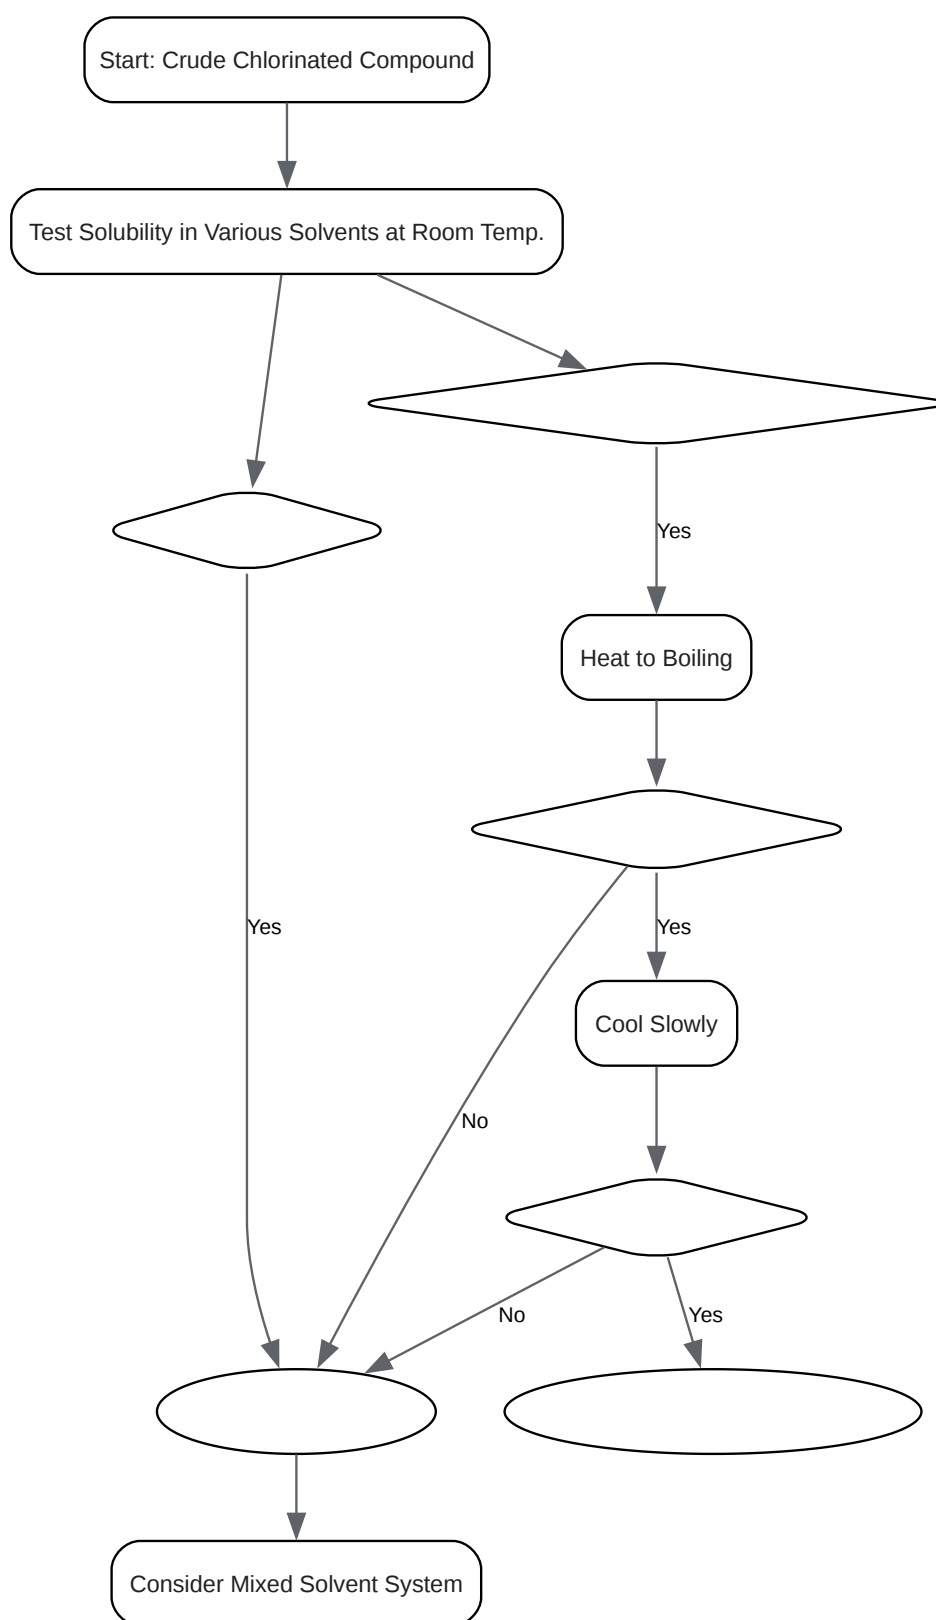 Start: Crude Chlorinated Compound
Test Solubility in Various Solvents at Room Temp.
Yes
Heat to Boiling
Yes
Yes
Cool Slowly
No
No
Yes
Consider Mixed Solvent System